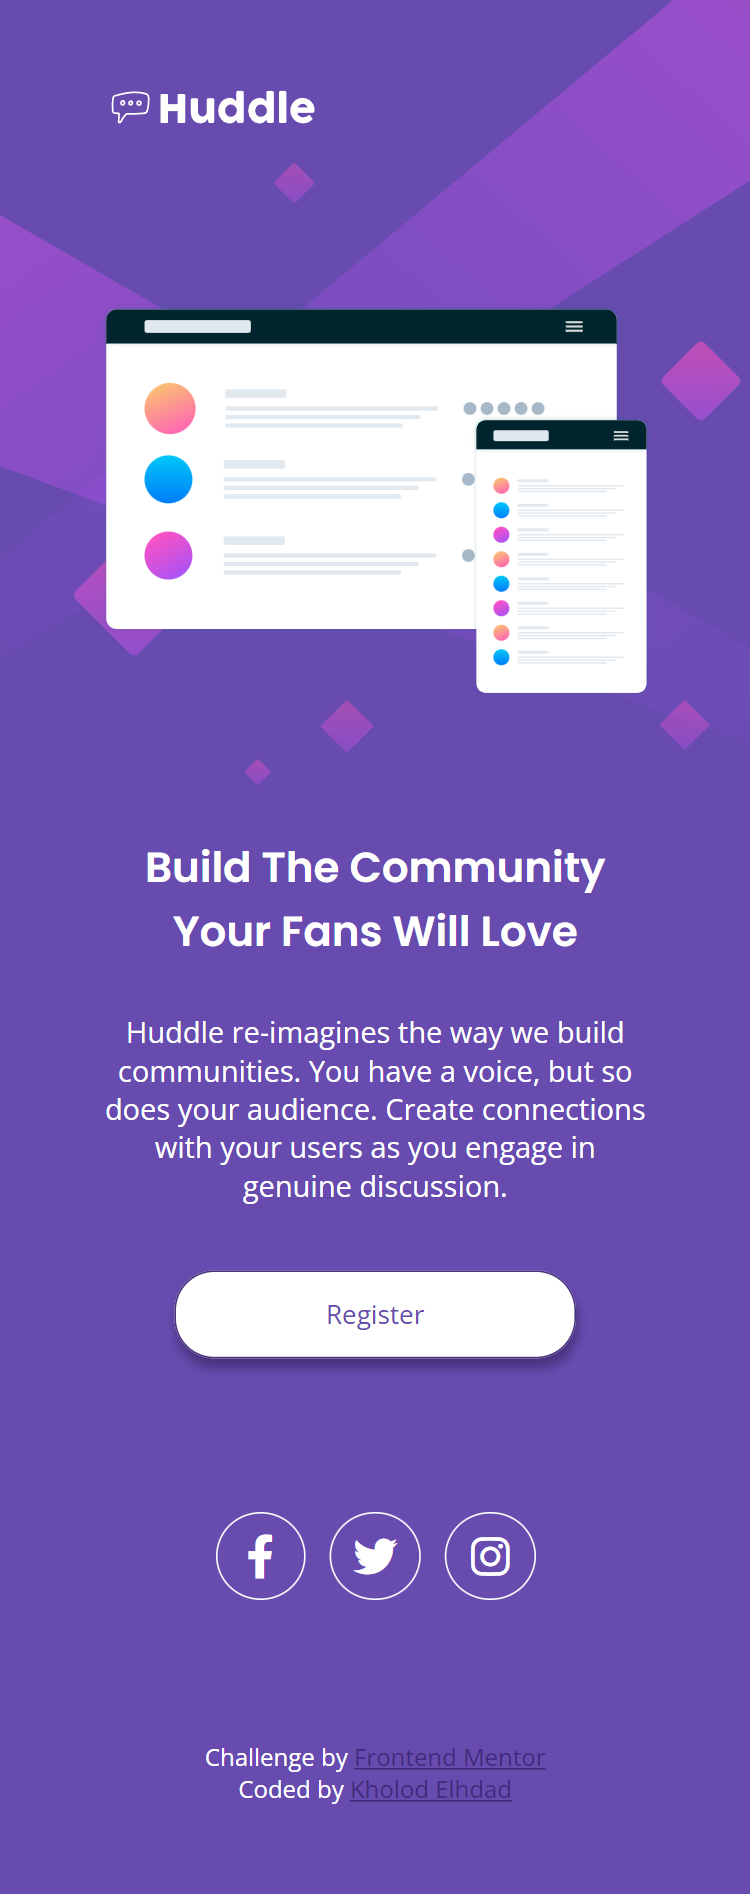 Huddle
Build The Community
Your Fans Will Love
Huddle re-imagines the way we build
communities. You have a voice, but so
does your audience. Create connections
with your users as you engage in
genuine discussion.
Register
Challenge by Frontend Mentor
Coded by Kholod Elhdad